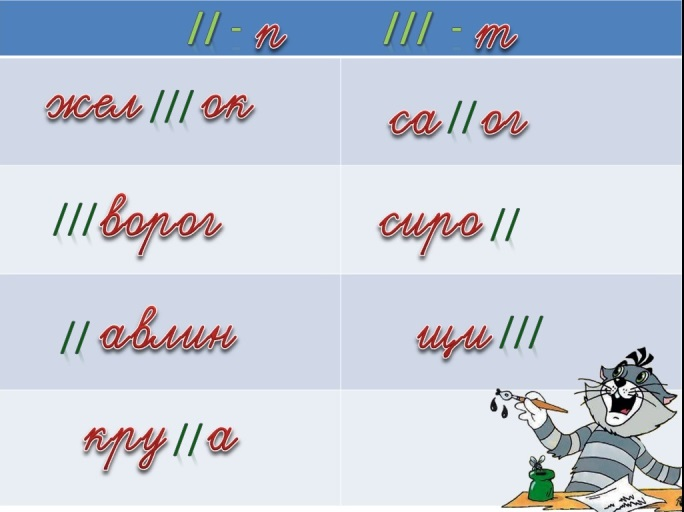 // - п /// - т
жел///ок са//ог
///ворог сиро//
//авлин щи///
кру//а